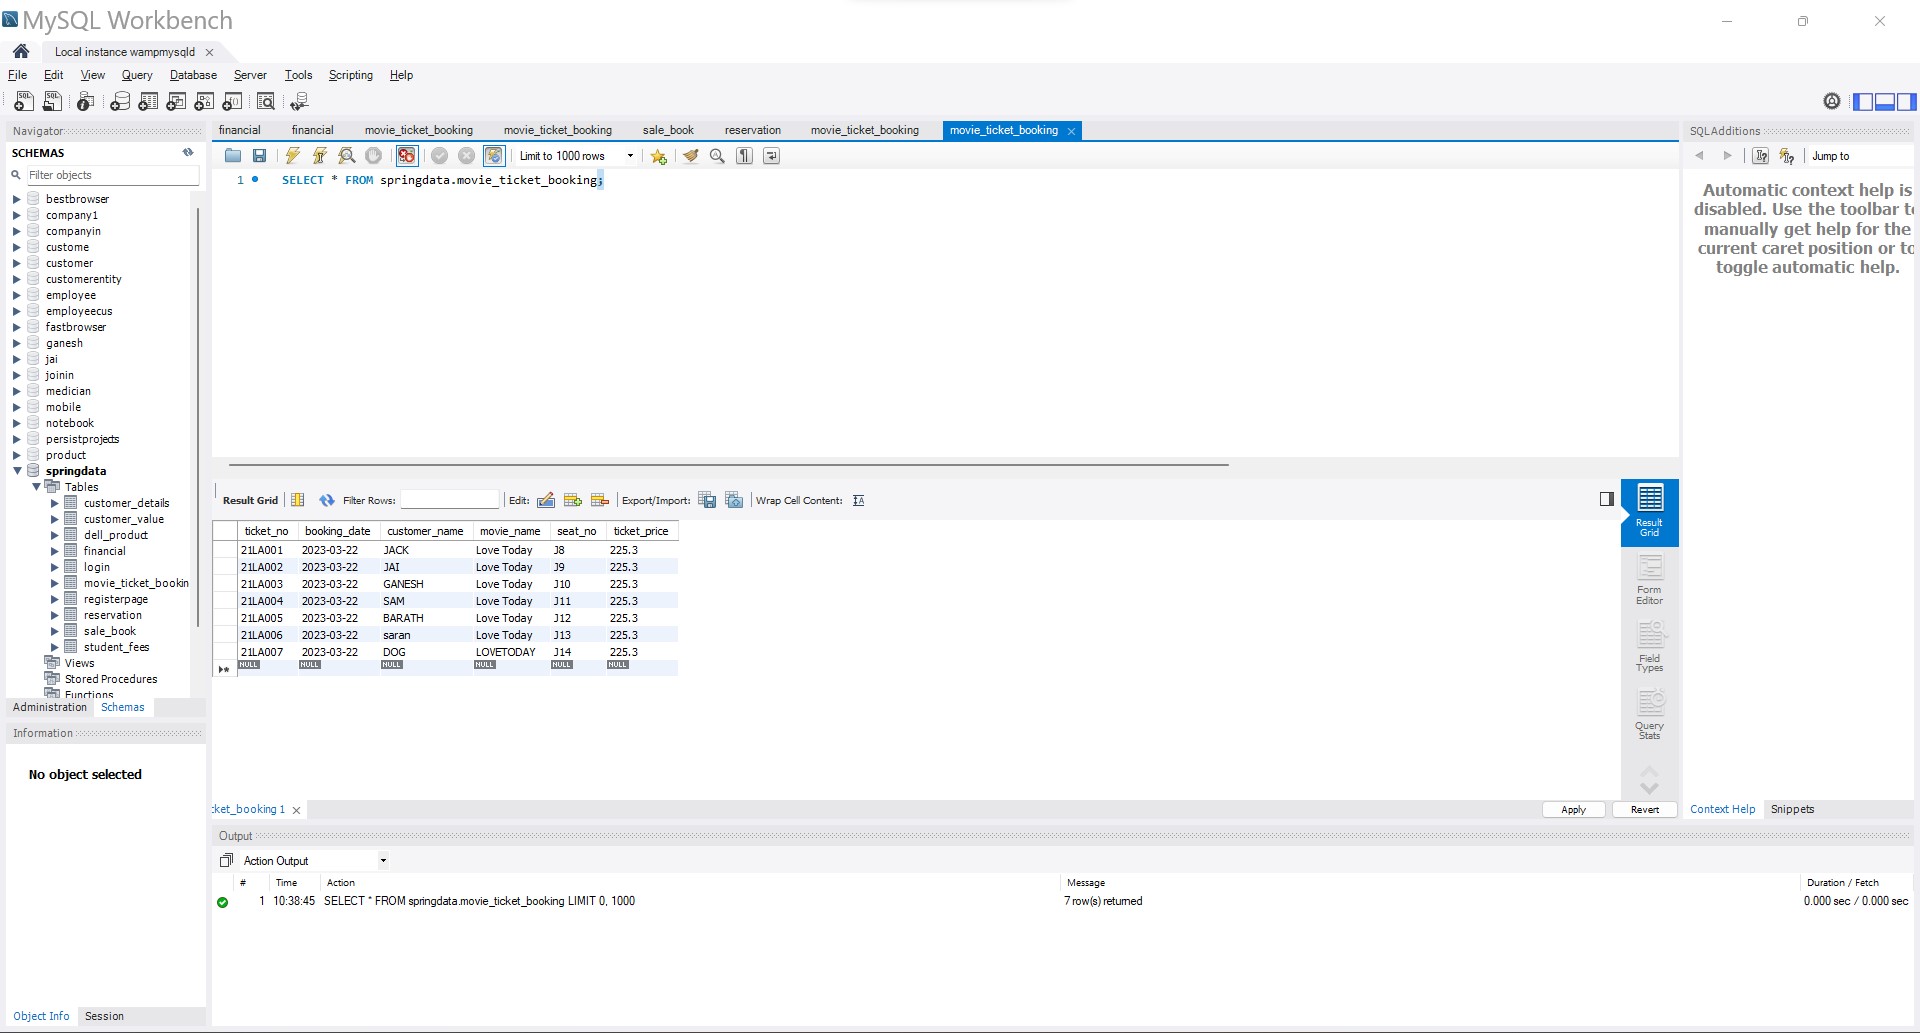 MySQL Workbench
Local instance wampmysqld
File Edit View Query Database Server Tools Scripting Help
Navigator
SCHEMAS
Filter objects
bestbrowser
company1
companyin
custome
customer
customerentity
employee
employeecus
fastbrowser
ganesh
jai
joinin
medician
mobile
notebook
persistprojects
product
springdata
Tables
customer_details
customer_value
dell_product
financial
login
movie_ticket_bookin
registerpage
reservation
sale_book
student_fees
Views
Stored Procedures
Functions
Administration Schemas
Information
No object selected
Object Info Session
financial financial movie_ticket_booking movie_ticket_booking sale_book reservation movie_ticket_booking movie_ticket_booking
Limit to 1000 rows
1 SELECT * FROM springdata.movie_ticket_booking;
Result Grid Filter Rows: Edit: Export/Import: Wrap Cell Content:
ticket_no booking_date customer_name movie_name seat_no ticket_price
21LA001 2023-03-22 JACK Love Today J8 225.3
21LA002 2023-03-22 JAI Love Today J9 225.3
21LA003 2023-03-22 GANESH Love Today J10 225.3
21LA004 2023-03-22 SAM Love Today J11 225.3
21LA005 2023-03-22 BARATH Love Today J12 225.3
21LA006 2023-03-22 saran Love Today J13 225.3
21LA007 2023-03-22 DOG LOVETODAY J14 225.3
NULL NULL NULL NULL NULL NULL
Result
Grid
Form
Editor
Field
Types
Query
Stats
cket_booking 1
Apply Revert
Output
Action Output
# Time Action Message Duration / Fetch
1 10:38:45 SELECT * FROM springdata.movie_ticket_booking LIMIT 0, 1000 7 row(s) returned 0.000 sec / 0.000 sec
SQLAdditions
Jump to
Automatic context help is
disabled. Use the toolbar to
manually get help for the
current caret position or to
toggle automatic help.
Context Help Snippets